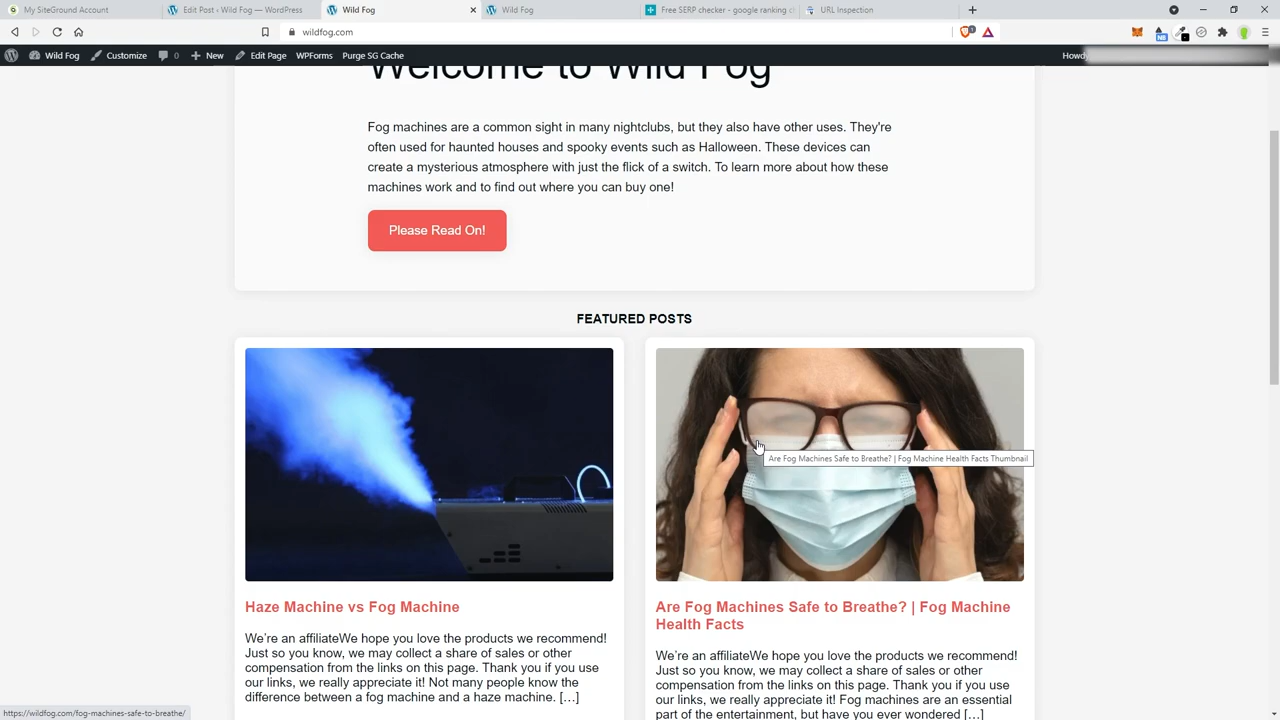 My SiteGround Account
Edit Post ‹ Wild Fog — WordPress
Wild Fog
Wild Fog
Free SERP checker - google ranking c
URL Inspection
wildfog.com
Wild Fog
Customize
0
New
Edit Page
WPForms
Purge SG Cache
Howdy
Welcome to Wild Fog
Fog machines are a common sight in many nightclubs, but they also have other uses. They're
often used for haunted houses and spooky events such as Halloween. These devices can
create a mysterious atmosphere with just the flick of a switch. To learn more about how these
machines work and to find out where you can buy one!
Please Read On!
FEATURED POSTS
Are Fog Machines Safe to Breathe? | Fog Machine Health Facts Thumbnail
Haze Machine vs Fog Machine
We're an affiliateWe hope you love the products we recommend!
Just so you know, we may collect a share of sales or other
compensation from the links on this page. Thank you if you use
our links, we really appreciate it! Not many people know the
difference between a fog machine and a haze machine. […]
Are Fog Machines Safe to Breathe? | Fog Machine
Health Facts
We're an affiliateWe hope you love the products we recommend!
Just so you know, we may collect a share of sales or other
compensation from the links on this page. Thank you if you use
our links, we really appreciate it! Fog machines are an essential
part of the entertainment, but have you ever wondered […]
https://wildfog.com/fog-machines-safe-to-breathe/